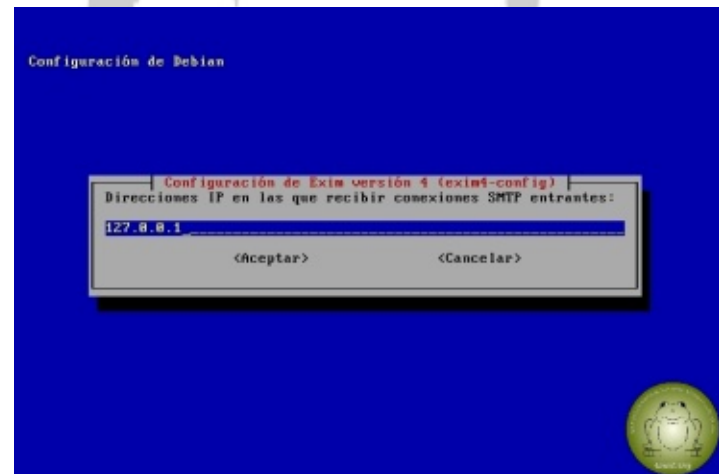 Configuración de Debian
Configuración de Exim versión 4 (exim4-config)
Direcciones IP en las que recibir conexiones SMTP entrantes:
127.0.0.1
<Aceptar> <Cancelar>